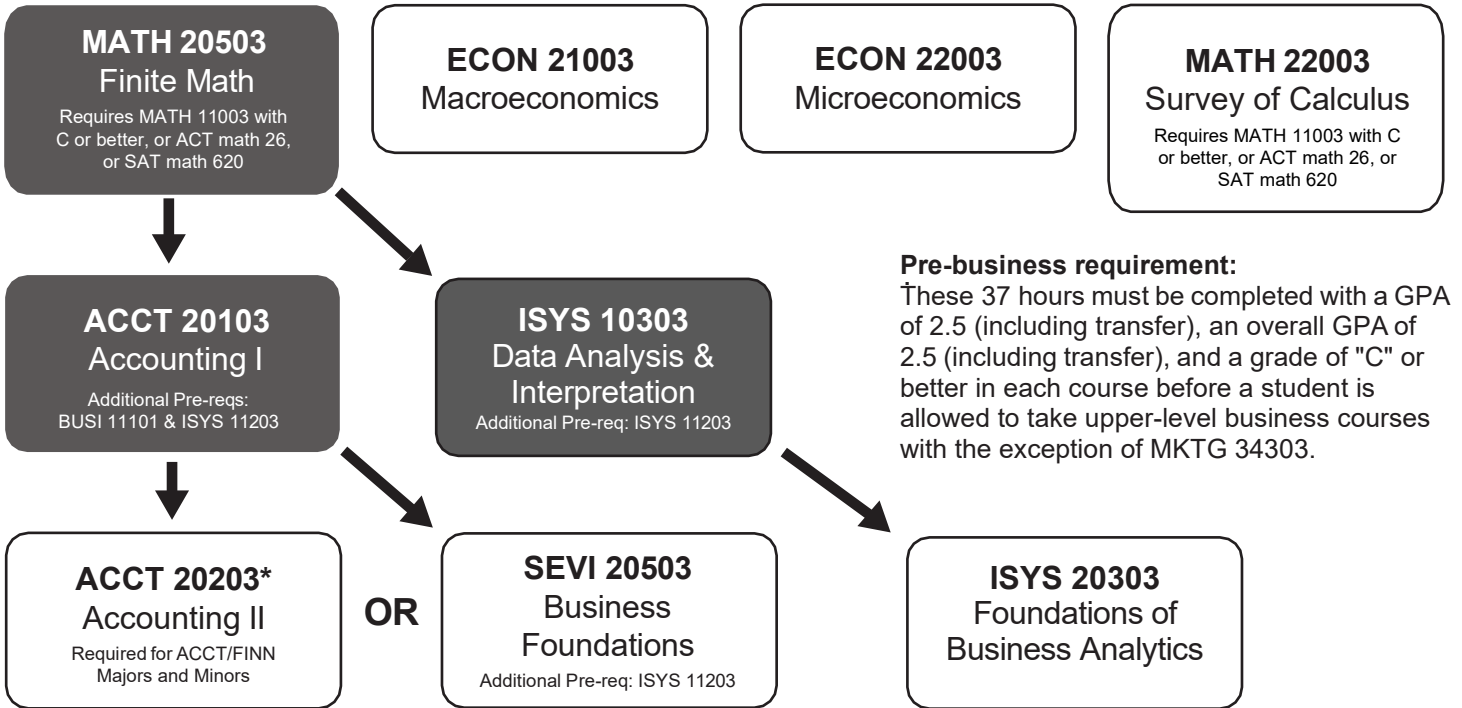 MATH 20503
Finite Math
Requires MATH 11003 with
C or better, or ACT math 26,
or SAT math 620
ECON 21003
Macroeconomics
ECON 22003
Microeconomics
MATH 22003
Survey of Calculus
Requires MATH 11003 with C
or better, or ACT math 26, or
SAT math 620
ACCT 20103
Accounting I
Additional Pre-reqs:
BUSI 11101 & ISYS 11203
ISYS 10303
Data Analysis &
Interpretation
Additional Pre-req: ISYS 11203
Pre-business requirement:
These 37 hours must be completed with a GPA
of 2.5 (including transfer), an overall GPA of
2.5 (including transfer), and a grade of "C" or
better in each course before a student is
allowed to take upper-level business courses
with the exception of MKTG 34303.
ACCT 20203*
Accounting II
Required for ACCT/FINN
Majors and Minors
OR
SEVI 20503
Business
Foundations
Additional Pre-req: ISYS 11203
ISYS 20303
Foundations of
Business Analytics